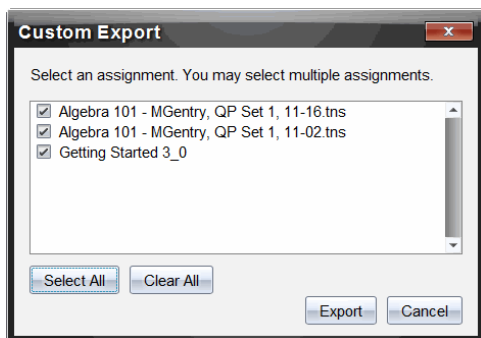 Custom Export
x
Select an assignment. You may select multiple assignments.
Algebra 101 - MGentry, QP Set 1, 11-16.tns
Algebra 101 - MGentry, QP Set 1, 11-02.tns
Getting Started 3_0
Select All Clear All
Export Cancel